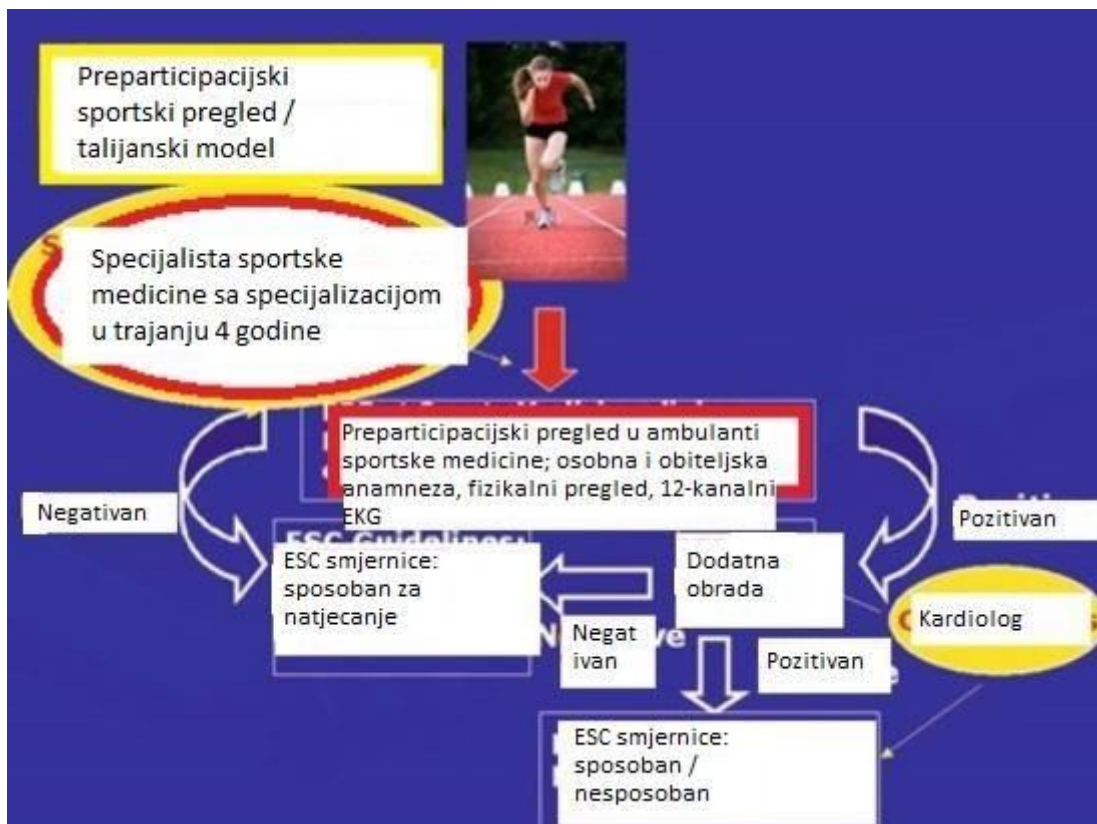 Preparticipacijski
sportski pregled /
talijanski model
Specijalista sportske
medicine sa specijalizacijom
u trajanju 4 godine
Preparticipacijski pregled u ambulanti
sportske medicine; osobna i obiteljska
anamneza, fizikalni pregled, 12-kanalni
EKG
Negativan
Pozitivan
ESC smjernice:
sposoban za
natjecanje
Dodatna
obrada
Kardiolog
Negat
ivan
Pozitivan
ESC smjernice:
sposoban /
nesposoban